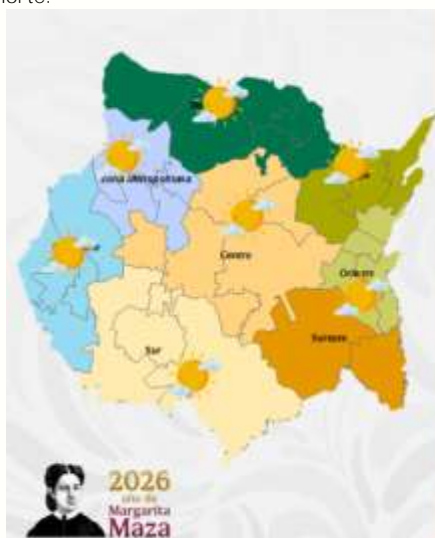 Zona Metropolitana
Centro
Oriente
Sureste
Sur
2026
año de
Margarita
Maza